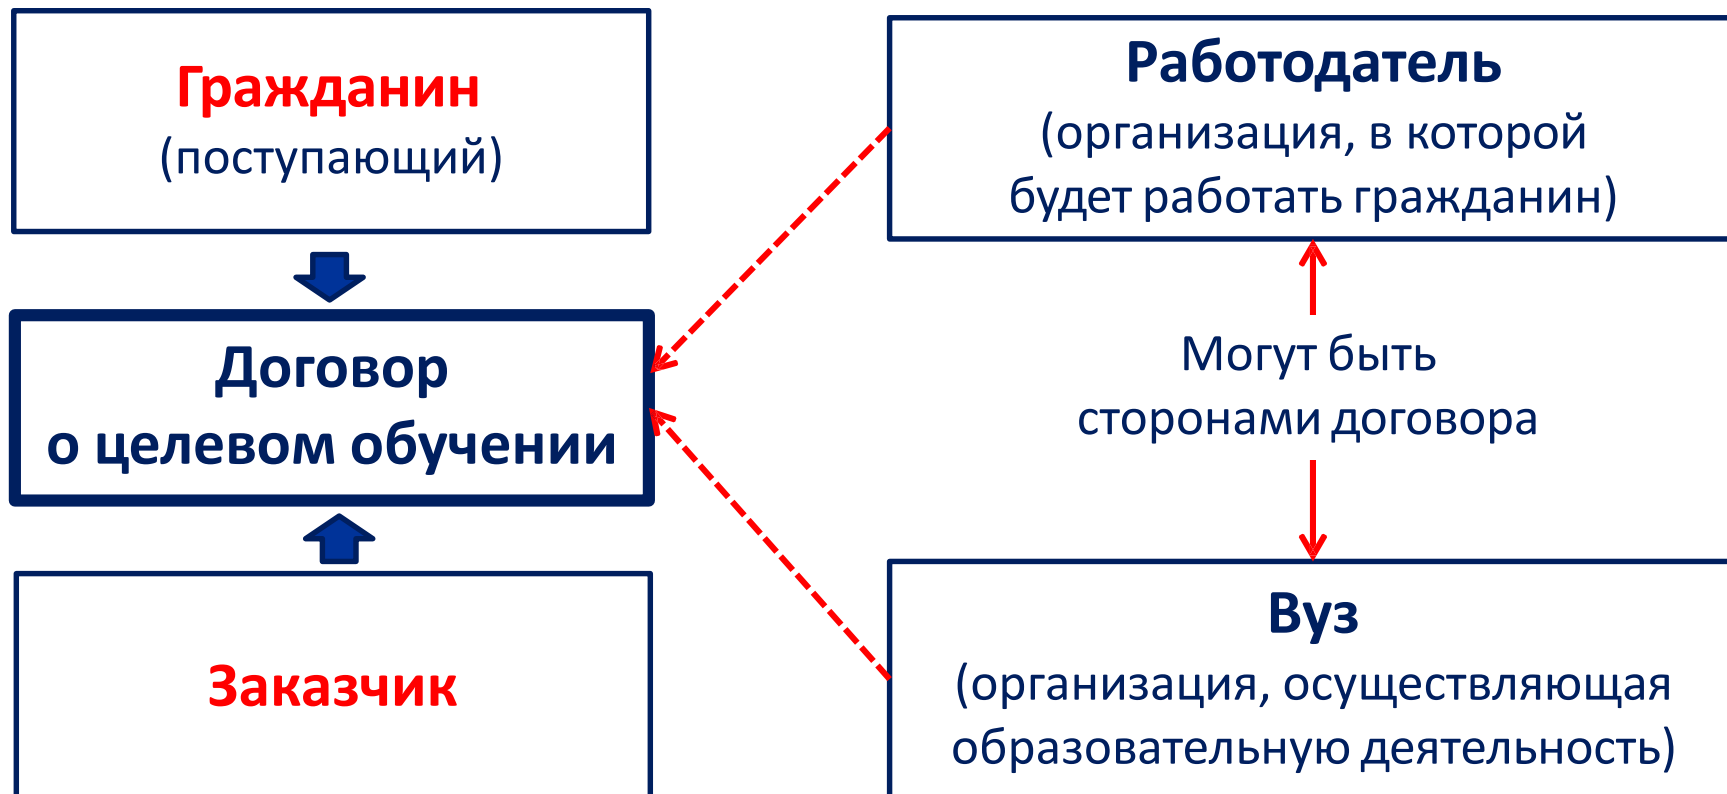 Гражданин
(поступающий)
Договор
о целевом обучении
Заказчик
Работодатель
(организация, в которой
будет работать гражданин)
Могут быть
сторонами договора
Вуз
(организация, осуществляющая
образовательную деятельность)